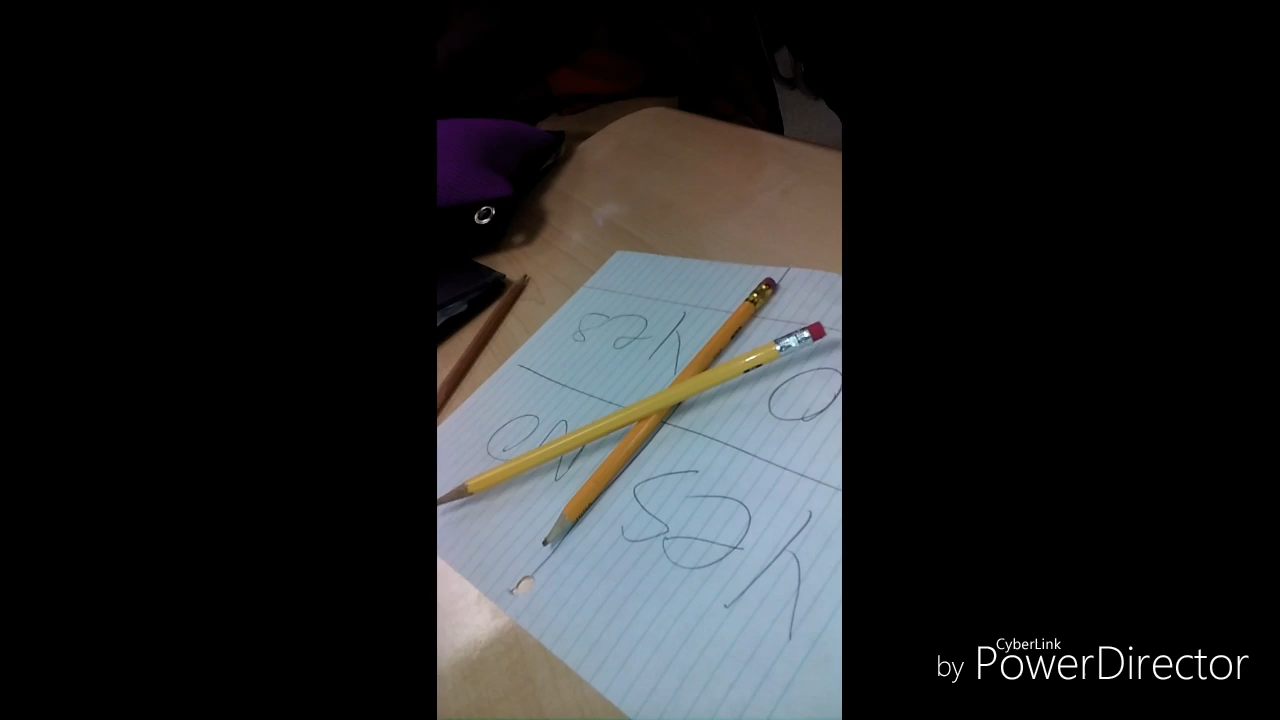 Yes
No
O
Yes
CyberLink
by PowerDirector